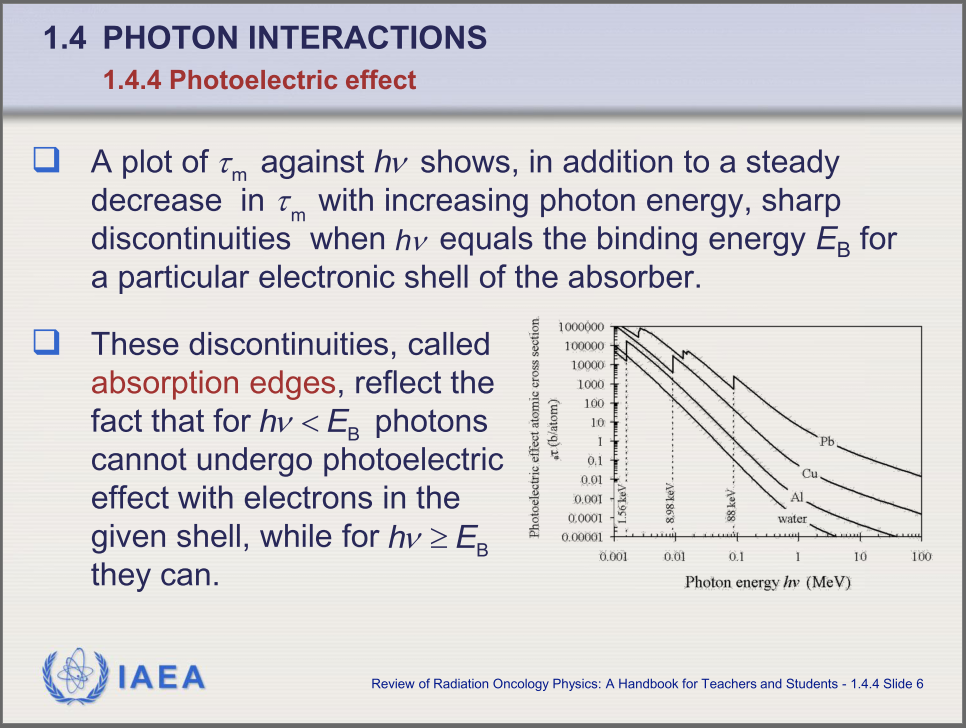 1.4 PHOTON INTERACTIONS
1.4.4 Photoelectric effect
A plot of τm against hν shows, in addition to a steady
decrease in τm with increasing photon energy, sharp
discontinuities when hν equals the binding energy EB for
a particular electronic shell of the absorber.
These discontinuities, called
absorption edges, reflect the
fact that for hν < EB photons
cannot undergo photoelectric
effect with electrons in the
given shell, while for hν ≥ EB
they can.
Photoelectric effect atomic cross section
aτ (b/atom)
1000000
100000
10000
1000
100
10
1
0.1
0.01
0.001
0.0001
0.00001
1.56 keV
8.98 keV
88 keV
Pb
Cu
Al
water
0.001 0.01 0.1 1 10 100
Photon energy hν (MeV)
IAEA
Review of Radiation Oncology Physics: A Handbook for Teachers and Students - 1.4.4 Slide 6